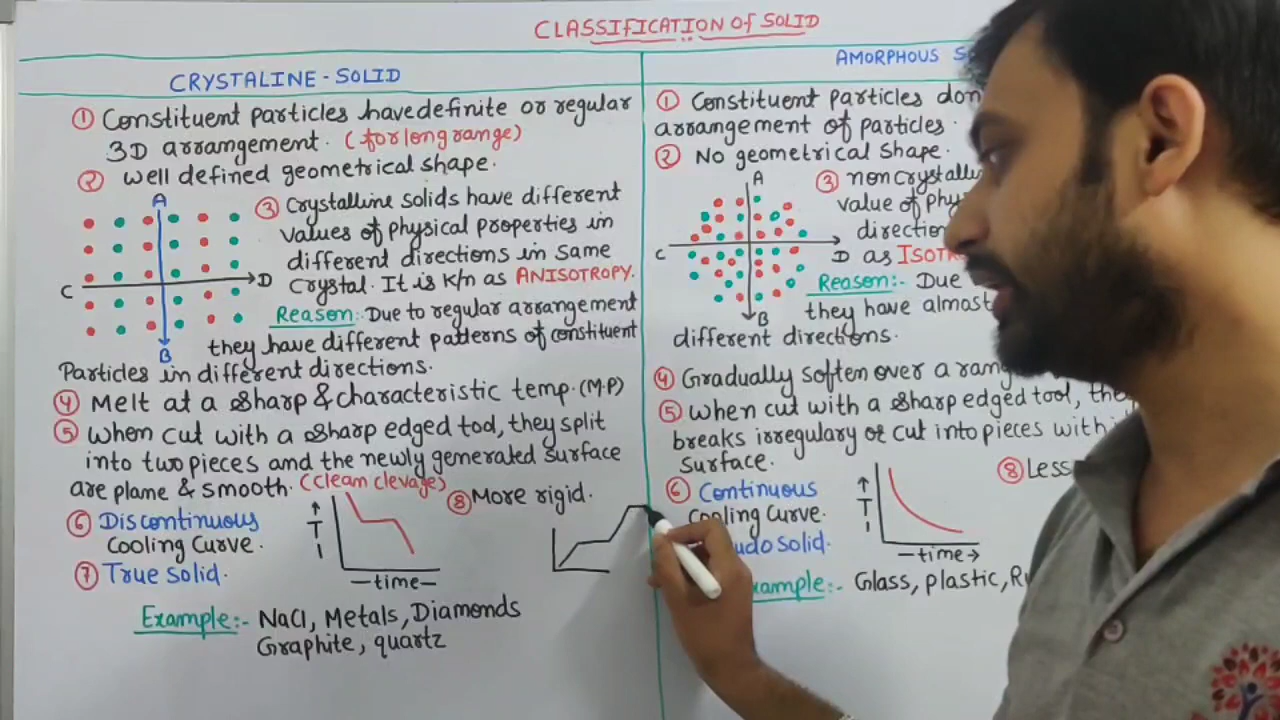 CLASSIFICATION Of SOLID
CRYSTALINE - SOLID
① Constituent particles have definite or regular
3D arrangement. (for long range)
② well defined geometrical shape.
A
C
D
B
③ Crystalline solids have different
values of physical properties in
different directions in same
Crystal. It is k/n as ANISOTROPY.
Reason:- Due to regular arrangement
they have different patterns of constituent
Particles in different directions.
④ Melt at a sharp & characteristic temp. (M.P)
⑤ when cut with a sharp edged tool, they split
into two pieces and the newly generated surface
are plane & smooth. (clean clevage)
⑥ Discontinuous
Cooling Curve.
T
time
⑧ More rigid.
⑦ True Solid.
Example:- NaCl, Metals, Diamonds
Graphite, quartz
AMORPHOUS
① Constituent particles
arrangement of particles.
② No geometrical shape.
A
C
D
B
③
value of
as
Reason:- Due
they have almast
different directions.
④ Gradually soften over a
⑤ when cut with a sharp edged tool,
breaks irregulary or cut into pieces with
surface.
⑥ Continuous
Cooling Curve.
Solid.
T
time
⑧ Less
Example:- Glass, plastic,